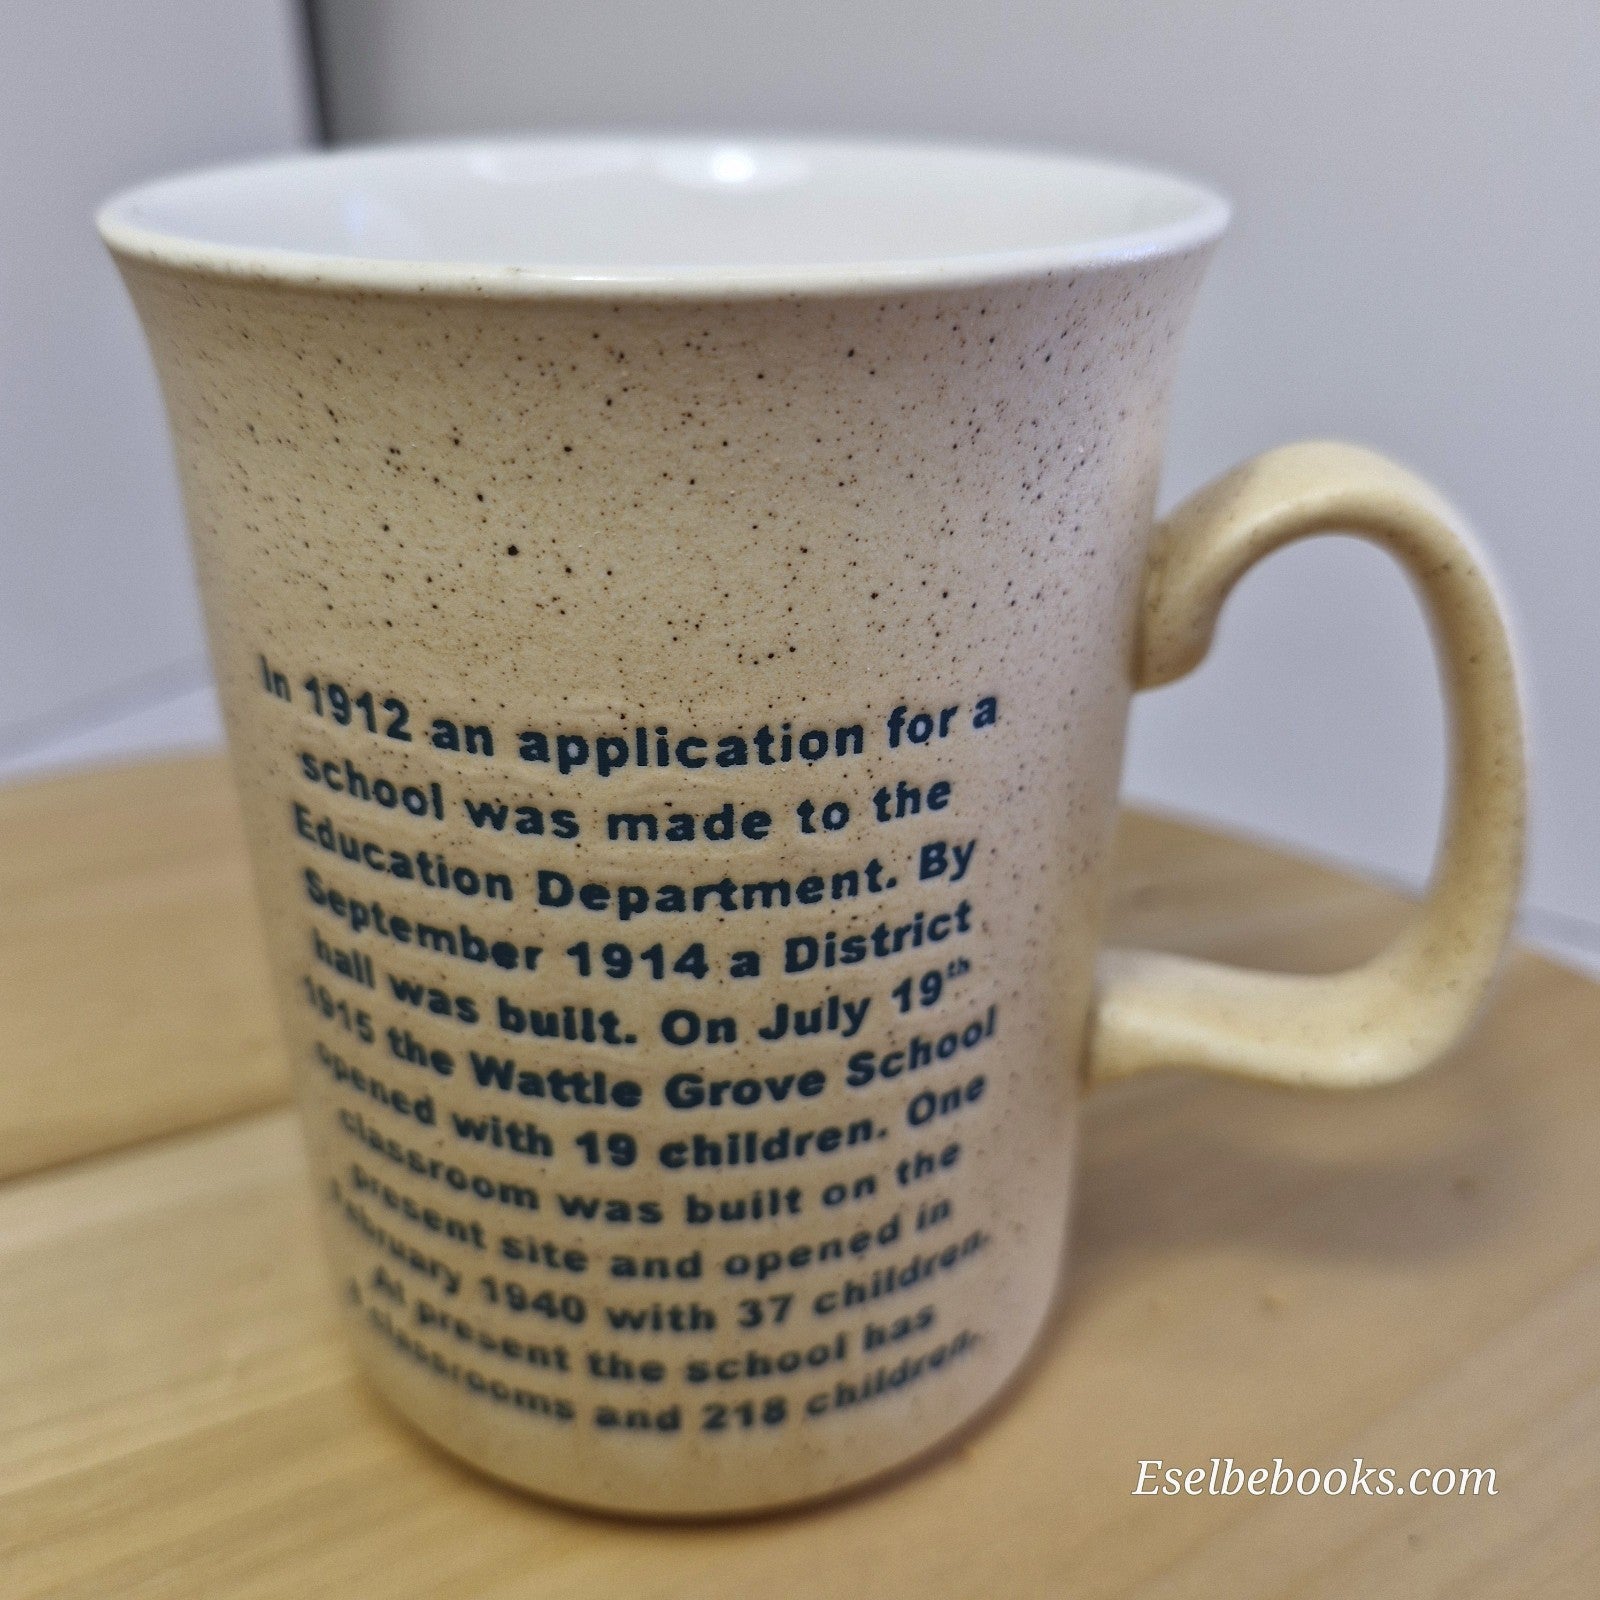 In 1912 an application for a
school was made to the
Education Department. By
September 1914 a District
hall was built. On July 19th
1915 the Wattle Grove School
opened with 19 children. One
classroom was built on the
present site and opened in
February 1940 with 37 children.
At present the school has
classrooms and 218 children.
Eselbebooks.com